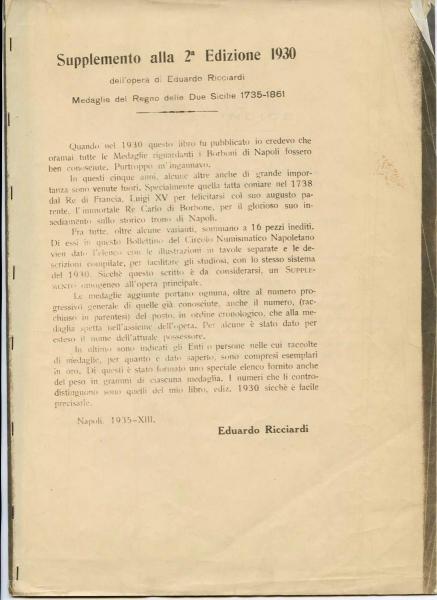 Supplemento alla 2ª Edizione 1930
dell'opera di Eduardo Ricciardi
Medaglie del Regno delle Due Sicilie 1735-1861
Quando nel 1930 questo libro fu pubblicato io credevo che
oramai tutte le Medaglie riguardanti i Borboni di Napoli fossero
ben conosciute. Purtroppo m'ingannavo.
In questi cinque anni, alcune altre anche di grande impor-
tanza sono venute fuori. Specialmente quella fatta coniare nel 1738
dal Re di Francia, Luigi XV per felicitarsi col suo augusto pa-
rente, l'immortale Re Carlo di Borbone, per il glorioso suo in-
sediamento sullo storico trono di Napoli.
Fra tutte, oltre alcune varianti, sommano a 16 pezzi inediti.
Di essi in questo Bollettino del Circolo Numismatico Napoletano
vien dato l'elenco con le illustrazioni in tavole separate e le de-
scrizioni compilate, per facilitare gli studiosi, con lo stesso sistema
del 1930. Sicchè questo scritto è da considerarsi, un SUPPLE-
MENTO omogeneo all'opera principale.
Le medaglie aggiunte portano ognuna, oltre al numero pro-
gressivo generale di quelle già conosciute, anche il numero, (rac-
chiuso in parentesi) del posto, in ordine cronologico, che alla me-
daglia spetta nell'assieme dell'opera. Per alcune è stato dato per
esteso il nome dell'attuale possessore.
In ultimo sono indicati gli Enti o persone nelle cui raccolte
di medaglie, per quanto è dato saperlo, sono compresi esemplari
in oro. Di questi è stato formato uno speciale elenco fornito anche
del peso in grammi di ciascuna medaglia. I numeri che li contro-
distinguono sono quelli del mio libro, ediz. 1930 sicchè è facile
precisarle.
Napoli, 1935-XIII.
Eduardo Ricciardi